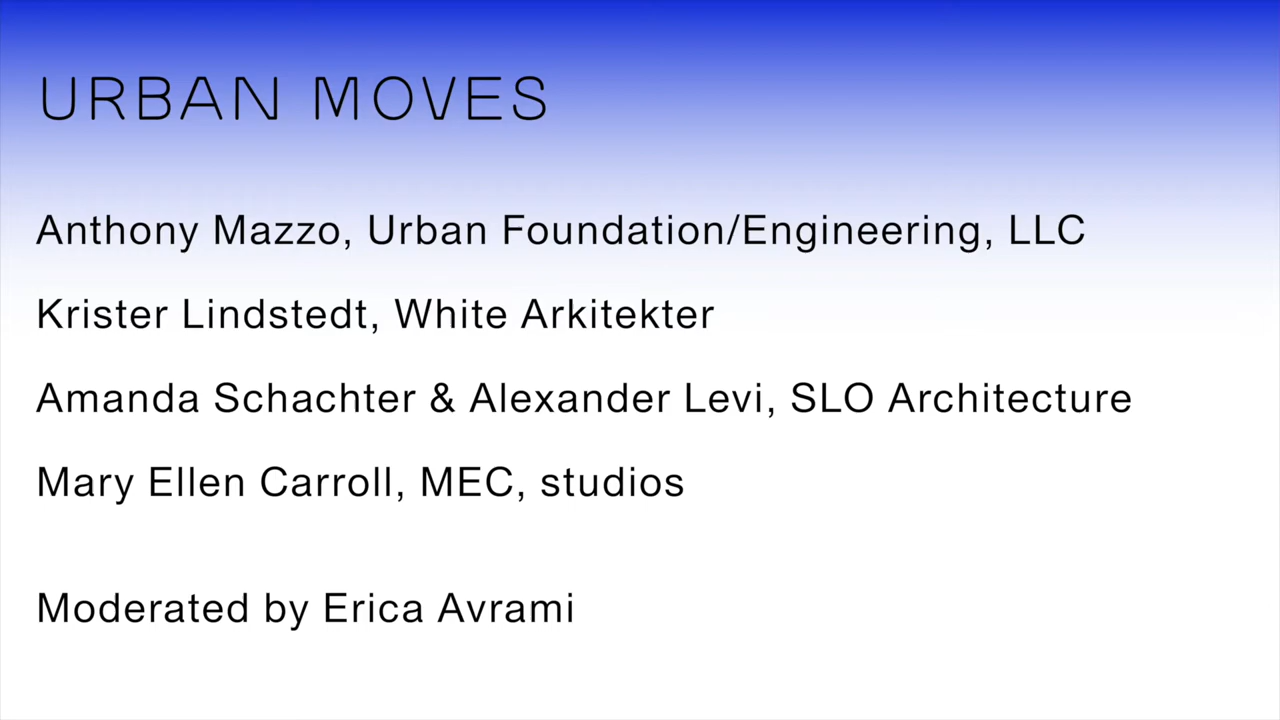 URBAN MOVES
Anthony Mazzo, Urban Foundation/Engineering, LLC
Krister Lindstedt, White Arkitekter
Amanda Schachter & Alexander Levi, SLO Architecture
Mary Ellen Carroll, MEC, studios
Moderated by Erica Avrami